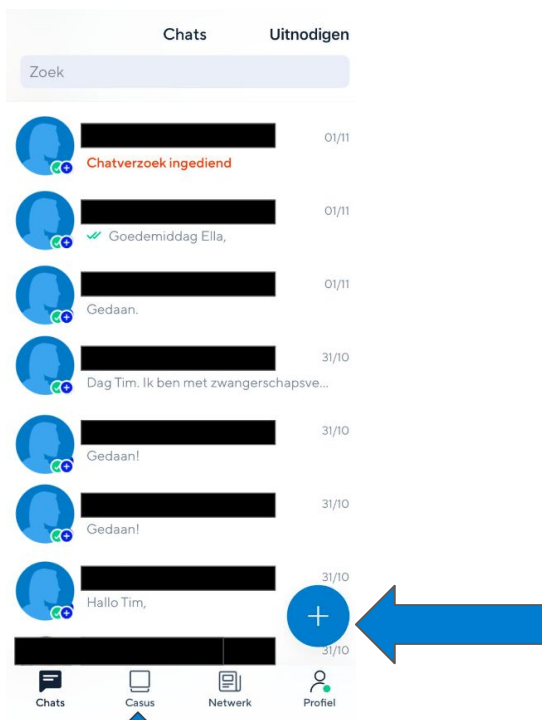 Chats Uitnodigen
Zoek
01/11
Chatverzoek ingediend
01/11
Goedemiddag Ella,
01/11
Gedaan.
31/10
Dag Tim. Ik ben met zwangerschapsve...
31/10
Gedaan!
31/10
Gedaan!
31/10
Hallo Tim,
31/10
Chats Casus Netwerk Profiel